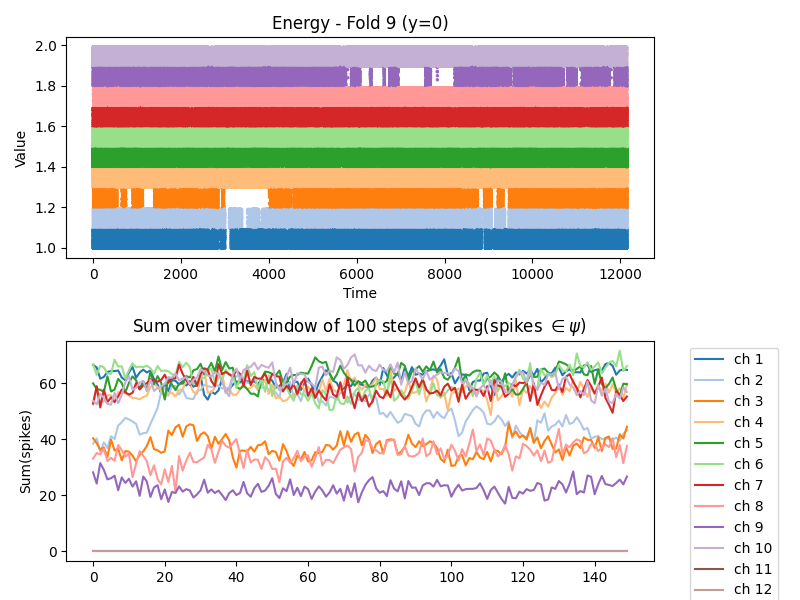 Energy - Fold 9 (y=0)
2.0
1.8
1.6
1.4
1.2
1.0
Value
0 2000 4000 6000 8000 10000 12000
Time
Sum over timewindow of 100 steps of avg(spikes ∈ ψ)
60
40
20
0
Sum(spikes)
0 20 40 60 80 100 120 140
ch 1
ch 2
ch 3
ch 4
ch 5
ch 6
ch 7
ch 8
ch 9
ch 10
ch 11
ch 12